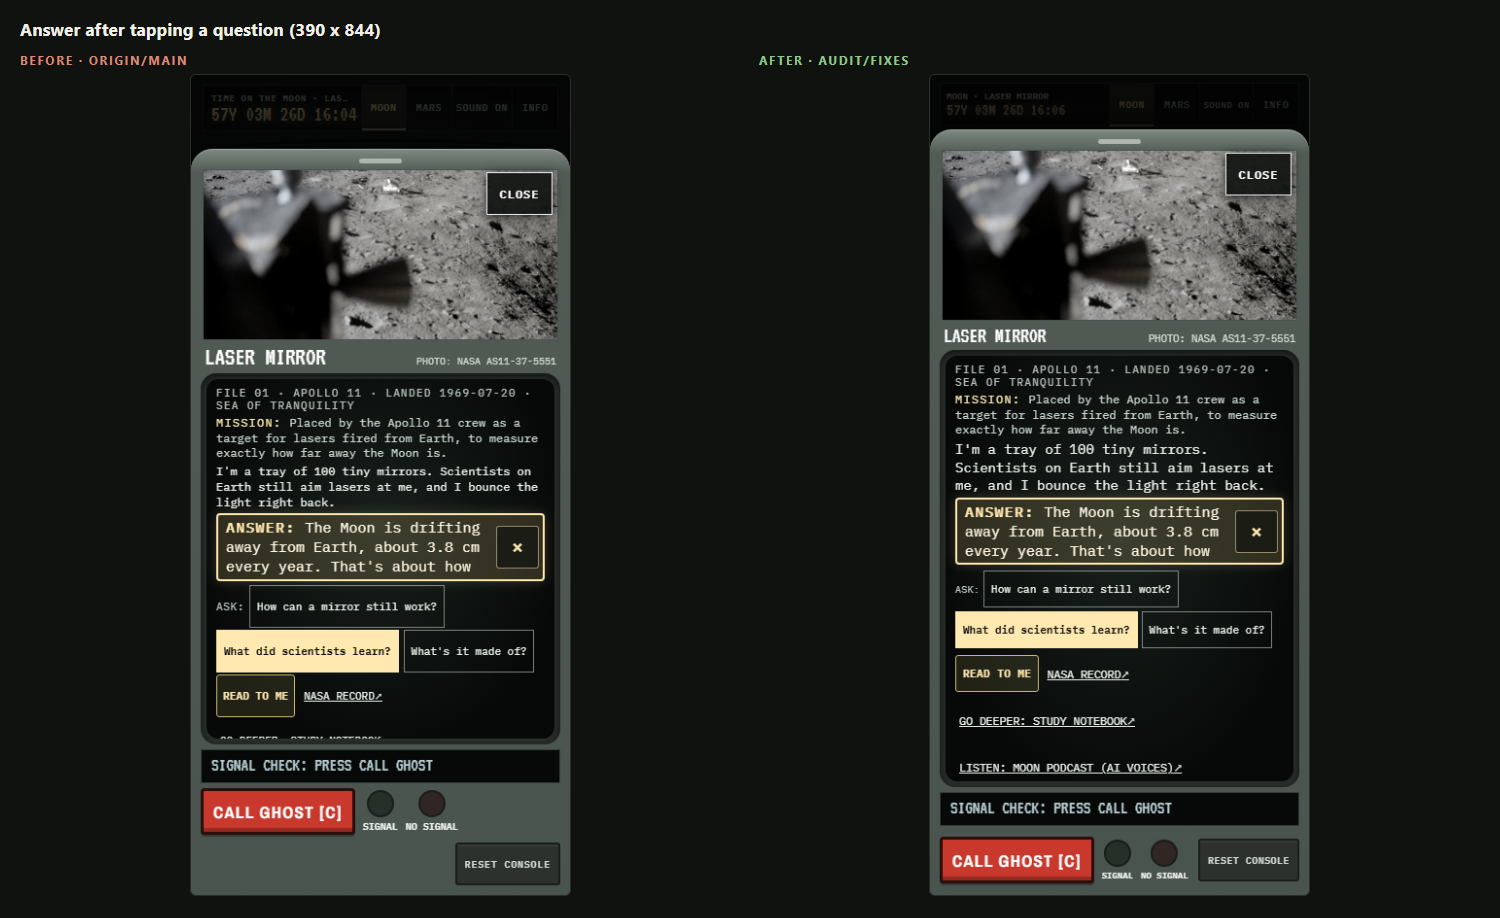 Answer after tapping a question (390 x 844)
BEFORE · ORIGIN/MAIN
TIME ON THE MOON · LAS…
57Y 03M 26D 16:04
MOON
MARS
SOUND ON
INFO
CLOSE
LASER MIRROR
PHOTO: NASA AS11-37-5551
FILE 01 · APOLLO 11 · LANDED 1969-07-20 ·
SEA OF TRANQUILITY
MISSION: Placed by the Apollo 11 crew as a
target for lasers fired from Earth, to measure
exactly how far away the Moon is.
I'm a tray of 100 tiny mirrors. Scientists on
Earth still aim lasers at me, and I bounce the
light right back.
ANSWER: The Moon is drifting
away from Earth, about 3.8 cm
every year. That's about how
×
ASK: How can a mirror still work?
What did scientists learn? What's it made of?
READ TO ME NASA RECORD↗
GO DEEPER: STUDY NOTEBOOK
SIGNAL CHECK: PRESS CALL GHOST
CALL GHOST [C]
SIGNAL NO SIGNAL
RESET CONSOLE
AFTER · AUDIT/FIXES
MOON · LASER MIRROR
57Y 03M 26D 16:06
MOON
MARS
SOUND ON
INFO
CLOSE
LASER MIRROR
PHOTO: NASA AS11-37-5551
FILE 01 · APOLLO 11 · LANDED 1969-07-20 ·
SEA OF TRANQUILITY
MISSION: Placed by the Apollo 11 crew as a
target for lasers fired from Earth, to measure
exactly how far away the Moon is.
I'm a tray of 100 tiny mirrors.
Scientists on Earth still aim lasers at
me, and I bounce the light right back.
ANSWER: The Moon is drifting
away from Earth, about 3.8 cm
every year. That's about how
×
ASK: How can a mirror still work?
What did scientists learn? What's it made of?
READ TO ME NASA RECORD↗
GO DEEPER: STUDY NOTEBOOK↗
LISTEN: MOON PODCAST (AI VOICES)↗
SIGNAL CHECK: PRESS CALL GHOST
CALL GHOST [C]
SIGNAL NO SIGNAL
RESET CONSOLE